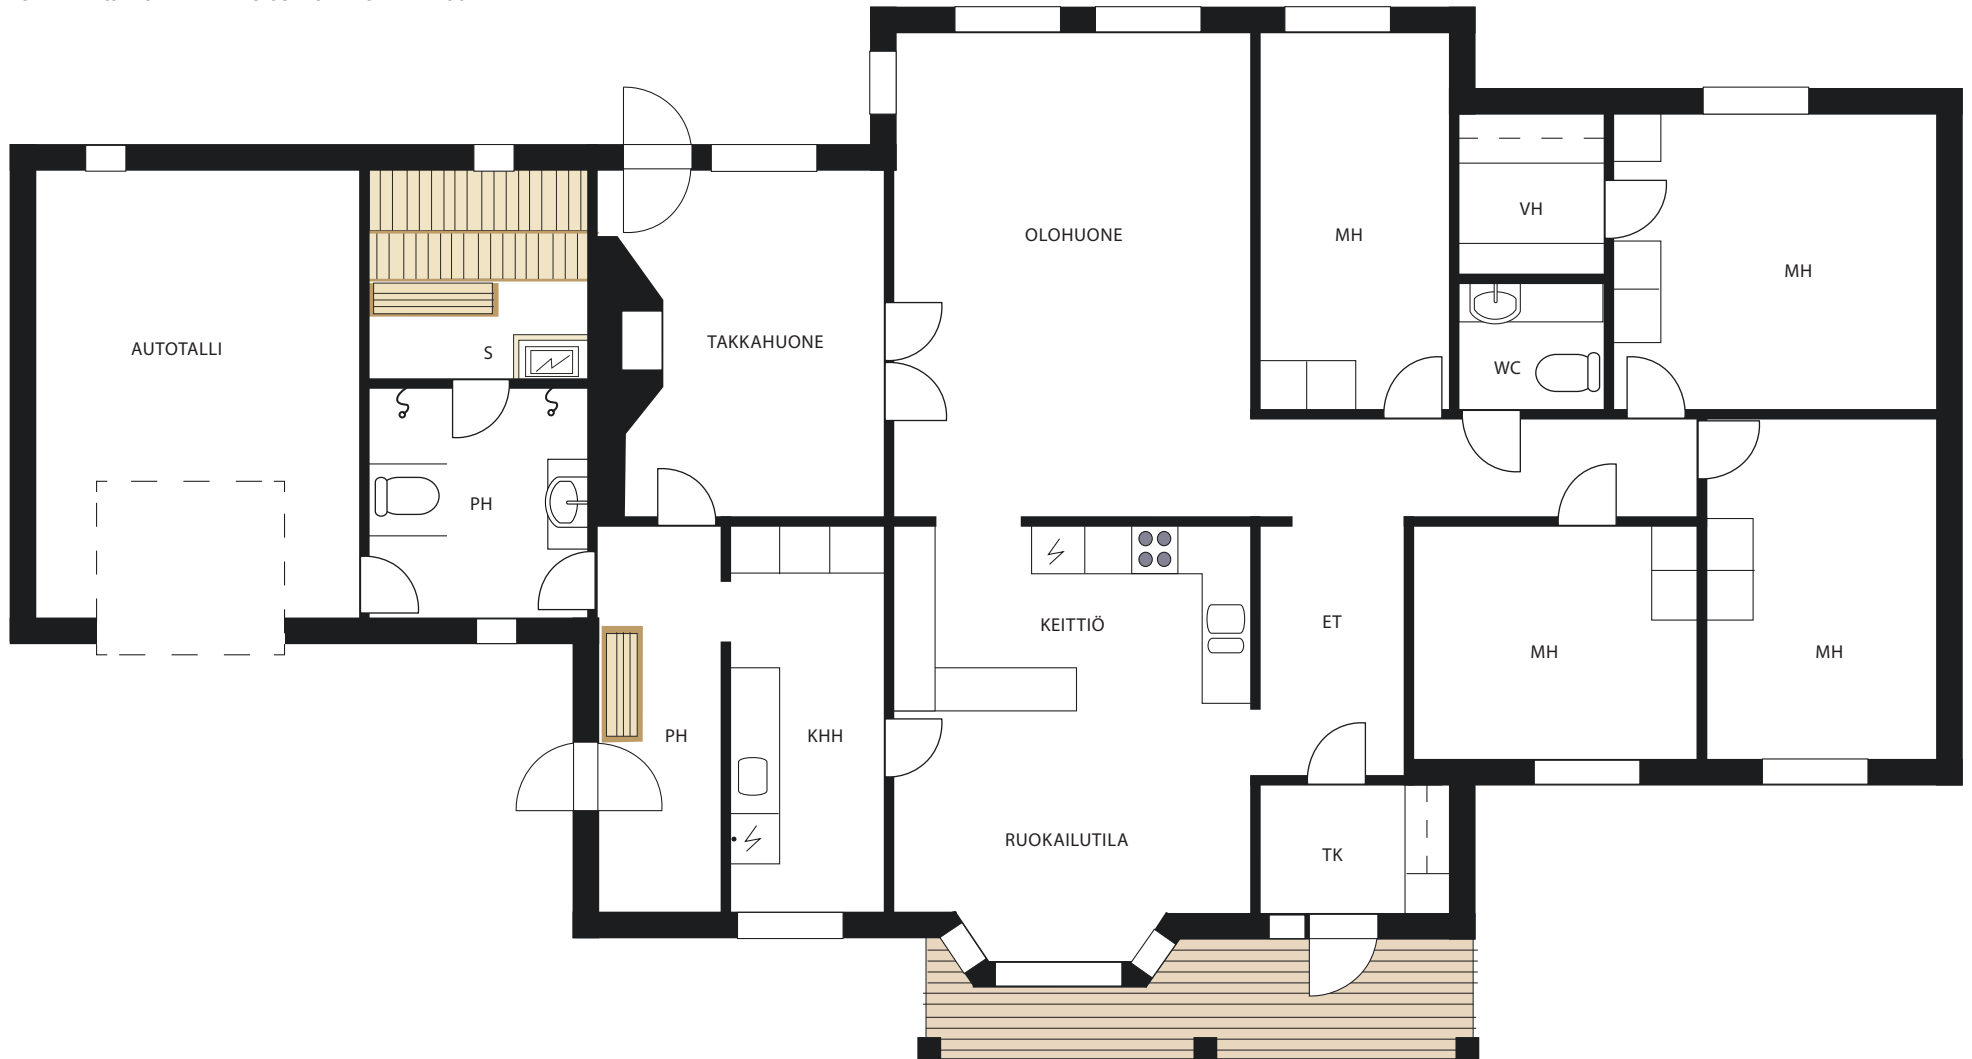 OLOHUONE
MH
VH
MH
AUTOTALLI
S
TAKKAHUONE
WC
PH
KEITTIÖ
ET
MH
MH
PH
KHH
RUOKAILUTILA
TK